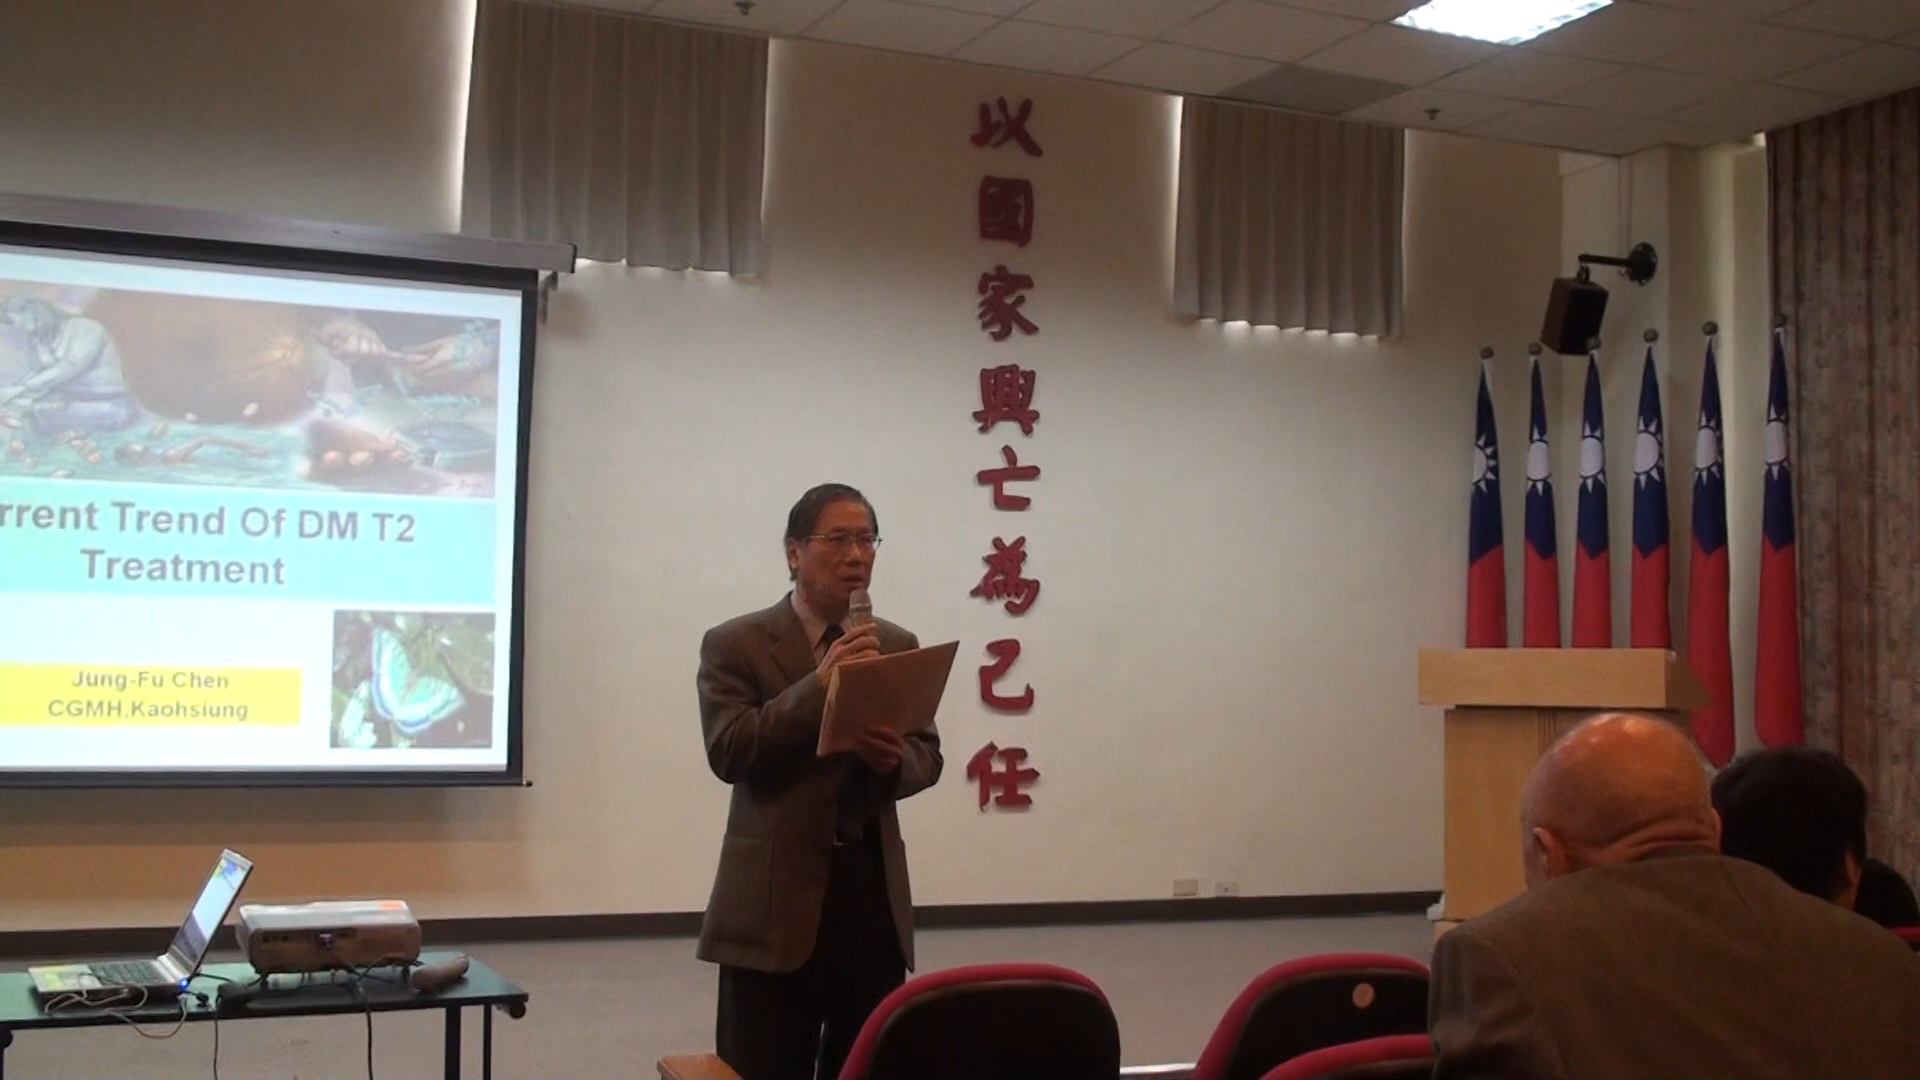 rrent Trend Of DM T2
Treatment
Jung-Fu Chen
CGMH,Kaohsiung
以國家興亡為己任